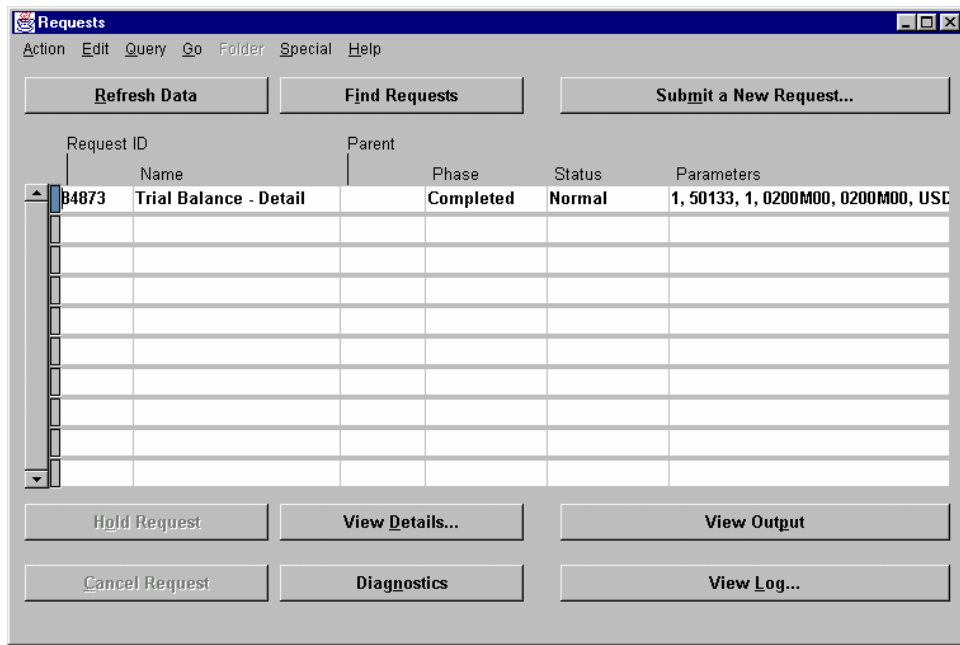 Requests
Action Edit Query Go Folder Special Help
Refresh Data Find Requests Submit a New Request...
Request ID Parent
Name Phase Status Parameters
84873 Trial Balance - Detail Completed Normal 1, 50133, 1, 0200M00, 0200M00, USD
Hold Request View Details... View Output
Cancel Request Diagnostics View Log...